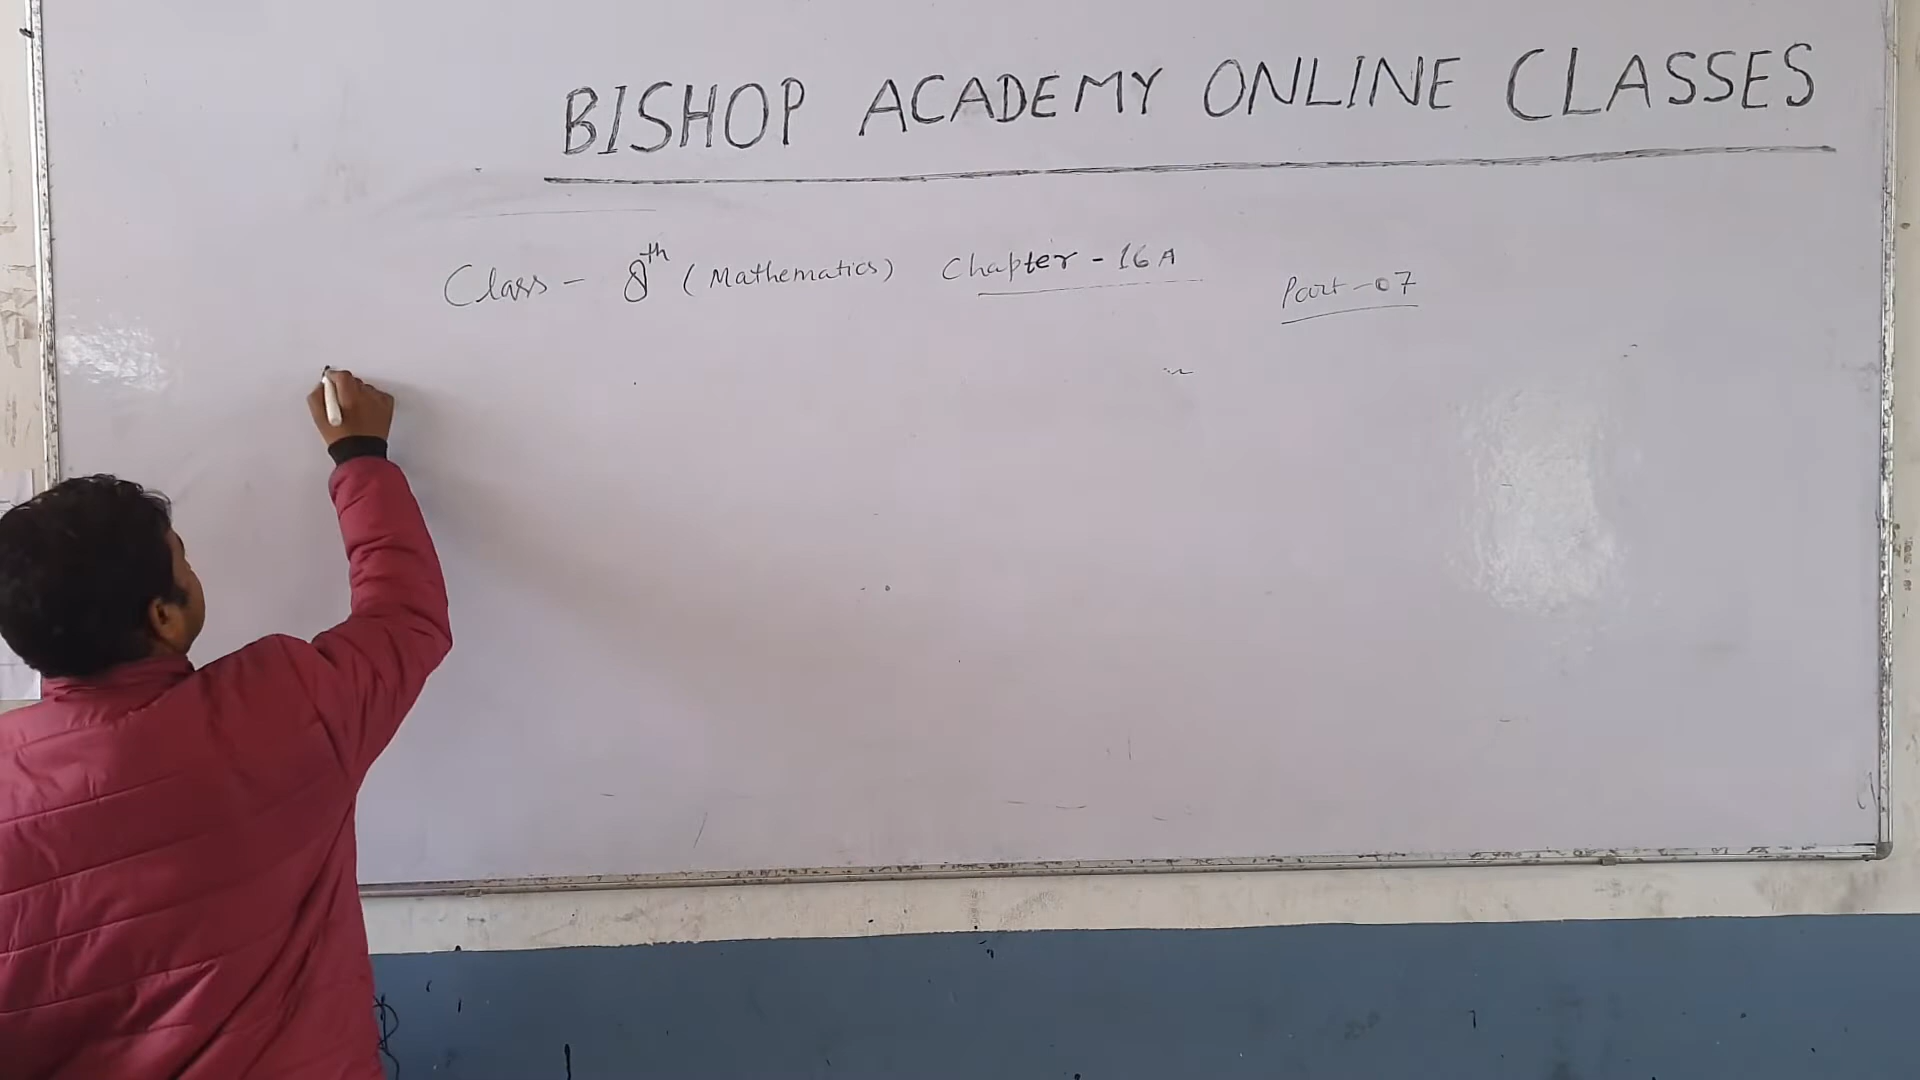 BISHOP ACADEMY ONLINE CLASSES
Class - 8th (Mathematics) Chapter - 16A Part-07